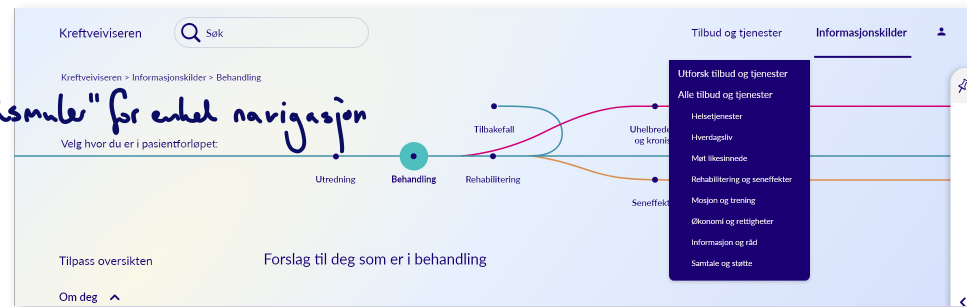 Kreftveiviseren
Søk
Tilbud og tjenester
Informasjonskilder
Kreftveiviseren > Informasjonskilder > Behandling
for enkel navigasjon
Velg hvor du er i pasientforløpet:
Utredning
Behandling
Rehabilitering
Tilbakefall
Utforsk tilbud og tjenester
Alle tilbud og tjenester
Helsetjenester
Hverdagsliv
Møt likesinnede
Rehabilitering og seneffekter
Mosjon og trening
Økonomi og rettigheter
Informasjon og råd
Samtale og støtte
Tilpass oversikten
Om deg
Forslag til deg som er i behandling